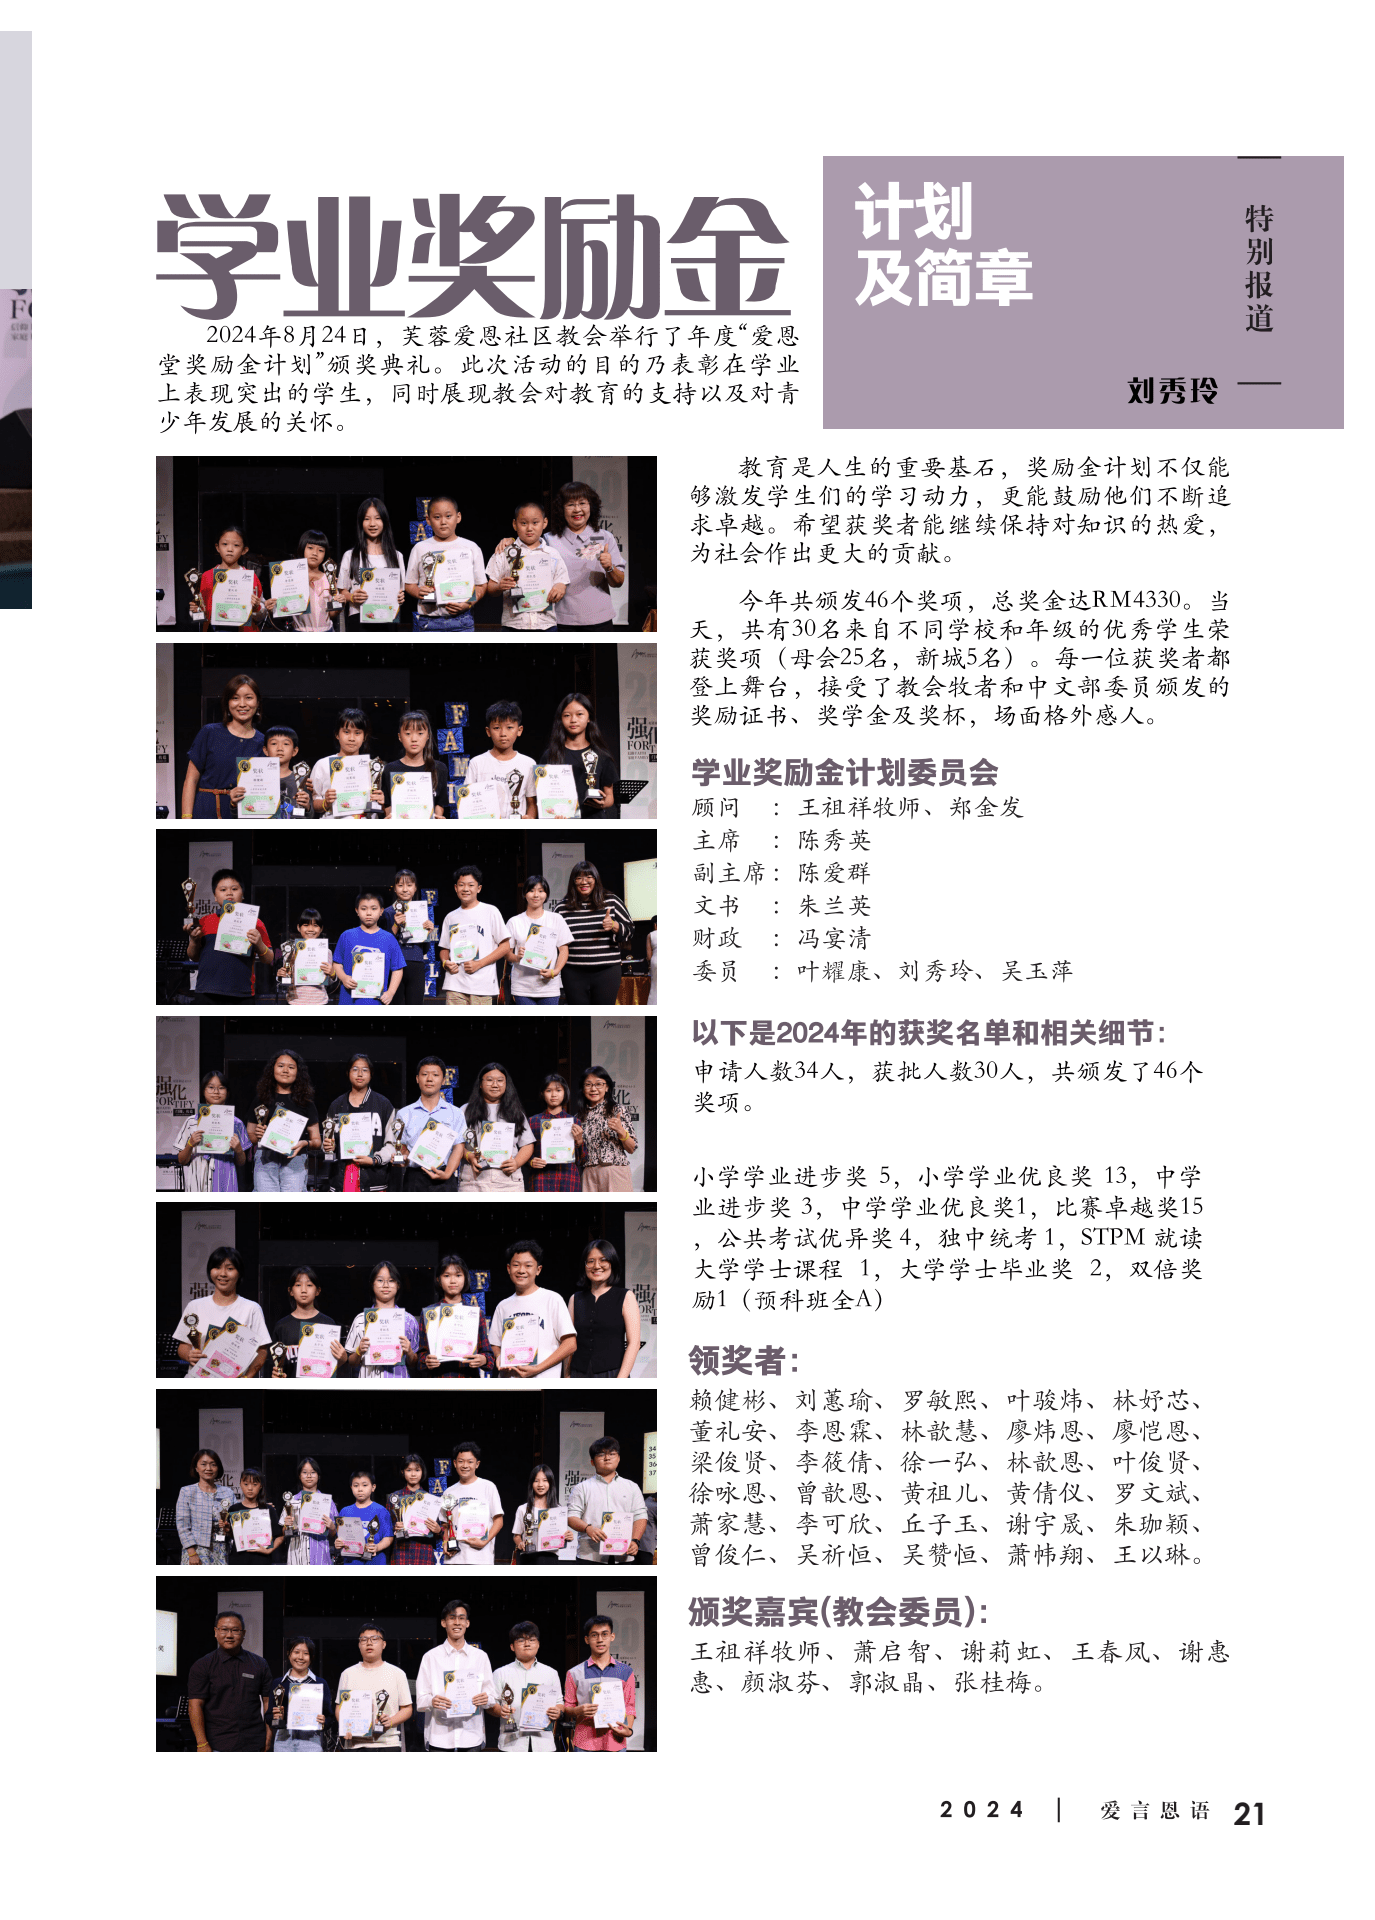 学业奖励金
计划
及简章
特别报道
刘秀玲
2024年8月24日，芙蓉爱恩社区教会举行了年度“爱恩
堂奖励金计划”颁奖典礼。此次活动的目的乃表彰在学业
上表现突出的学生，同时展现教会对教育的支持以及对青
少年发展的关怀。
教育是人生的重要基石，奖励金计划不仅能
够激发学生们的学习动力，更能鼓励他们不断追
求卓越。希望获奖者能继续保持对知识的热爱，
为社会作出更大的贡献。
今年共颁发46个奖项，总奖金达RM4330。当
天，共有30名来自不同学校和年级的优秀学生荣
获奖项（母会25名，新城5名）。每一位获奖者都
登上舞台，接受了教会牧者和中文部委员颁发的
奖励证书、奖学金及奖杯，场面格外感人。
学业奖励金计划委员会
顾问 ：王祖祥牧师、郑金发
主席 ：陈秀英
副主席：陈爱群
文书 ：朱兰英
财政 ：冯宴清
委员 ：叶耀康、刘秀玲、吴玉萍
以下是2024年的获奖名单和相关细节：
申请人数34人，获批人数30人，共颁发了46个
奖项。
小学学业进步奖 5，小学学业优良奖 13，中学
业进步奖 3，中学学业优良奖1，比赛卓越奖15
，公共考试优异奖 4，独中统考 1，STPM 就读
大学学士课程 1，大学学士毕业奖 2，双倍奖
励1（预科班全A）
领奖者：
赖健彬、刘蕙瑜、罗敏熙、叶骏炜、林妤芯、
董礼安、李恩霖、林歆慧、廖炜恩、廖恺恩、
梁俊贤、李筱倩、徐一弘、林歆恩、叶俊贤、
徐咏恩、曾歆恩、黄祖儿、黄倩仪、罗文斌、
萧家慧、李可欣、丘子玉、谢宇晟、朱珈颖、
曾俊仁、吴祈恒、吴赞恒、萧帏翔、王以琳。
颁奖嘉宾(教会委员)：
王祖祥牧师、萧启智、谢莉虹、王春凤、谢惠
惠、颜淑芬、郭淑晶、张桂梅。
2024 | 爱言恩语 21